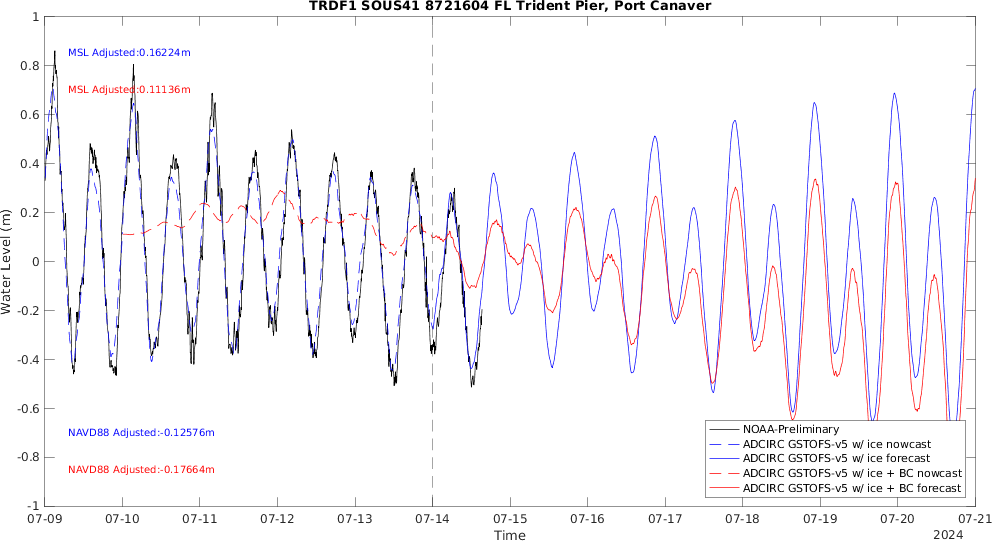 TRDF1 SOUS41 8721604 FL Trident Pier, Port Canaver
1
0.8
0.6
0.4
0.2
0
-0.2
-0.4
-0.6
-0.8
-1
Water Level (m)
MSL Adjusted:0.16224m
MSL Adjusted:0.11136m
NAVD88 Adjusted:-0.12576m
NAVD88 Adjusted:-0.17664m
NOAA-Preliminary
ADCIRC GSTOFS-v5 w/ ice nowcast
ADCIRC GSTOFS-v5 w/ ice forecast
ADCIRC GSTOFS-v5 w/ ice + BC nowcast
ADCIRC GSTOFS-v5 w/ ice + BC forecast
07-09 07-10 07-11 07-12 07-13 07-14 07-15 07-16 07-17 07-18 07-19 07-20 07-21
Time
2024